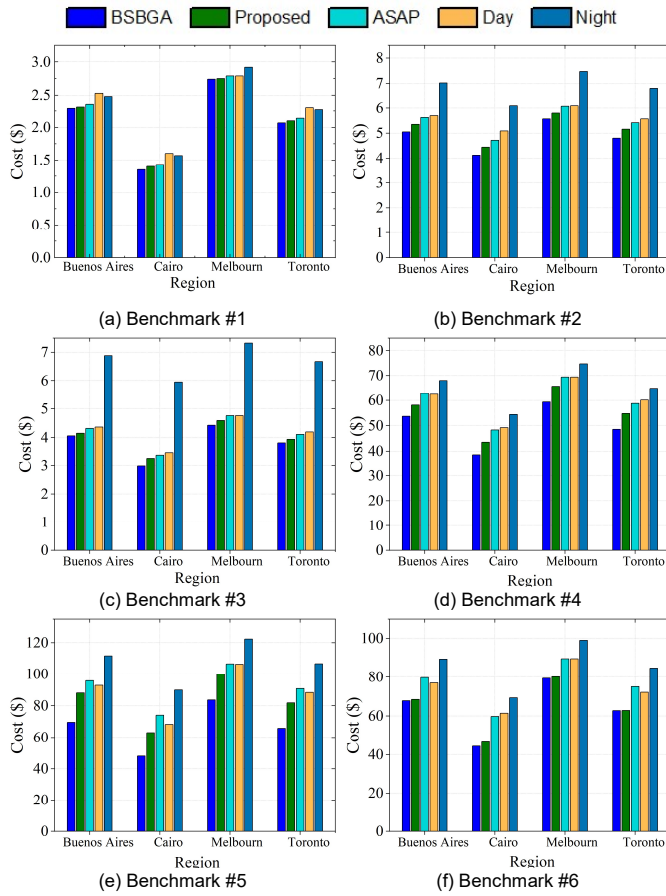 BSBGA Proposed ASAP Day Night
Cost ($)
3.0
2.5
2.0
1.5
1.0
0.5
0.0
Buenos Aires Cairo Melbourn Toronto
Region
(a) Benchmark #1
Cost ($)
8
7
6
5
4
3
2
1
0
Buenos Aires Cairo Melbourn Toronto
Region
(b) Benchmark #2
Cost ($)
7
6
5
4
3
2
1
0
Buenos Aires Cairo Melbourn Toronto
Region
(c) Benchmark #3
Cost ($)
80
70
60
50
40
30
20
10
0
Buenos Aires Cairo Melbourn Toronto
Region
(d) Benchmark #4
Cost ($)
120
100
80
60
40
20
0
Buenos Aires Cairo Melbourn Toronto
Region
(e) Benchmark #5
Cost ($)
100
80
60
40
20
0
Buenos Aires Cairo Melbourn Toronto
Region
(f) Benchmark #6